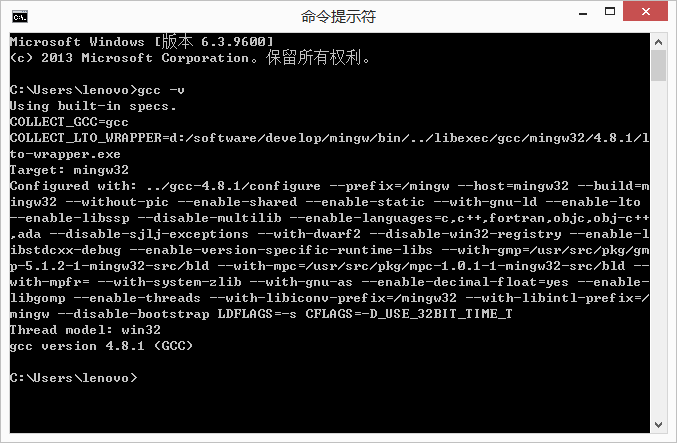 命令提示符
Microsoft Windows [版本 6.3.9600]
(c) 2013 Microsoft Corporation。保留所有权利。
C:\Users\lenovo>gcc -v
Using built-in specs.
COLLECT_GCC=gcc
COLLECT_LTO_WRAPPER=d:/software/develop/mingw/bin/../libexec/gcc/mingw32/4.8.1/l
to-wrapper.exe
Target: mingw32
Configured with: ../gcc-4.8.1/configure --prefix=/mingw --host=mingw32 --build=m
ingw32 --without-pic --enable-shared --enable-static --with-gnu-ld --enable-lto
--enable-libssp --disable-multilib --enable-languages=c,c++,fortran,objc,obj-c++
,ada --disable-sjlj-exceptions --with-dwarf2 --disable-win32-registry --enable-l
ibstdcxx-debug --enable-version-specific-runtime-libs --with-gmp=/usr/src/pkg/gm
p-5.1.2-1-mingw32-src/bld --with-mpc=/usr/src/pkg/mpc-1.0.1-1-mingw32-src/bld --
with-mpfr= --with-system-zlib --with-gnu-as --enable-decimal-float=yes --enable-
libgomp --enable-threads --with-libiconv-prefix=/mingw32 --with-libintl-prefix=/
mingw --disable-bootstrap LDFLAGS=-s CFLAGS=-D_USE_32BIT_TIME_T
Thread model: win32
gcc version 4.8.1 (GCC)
C:\Users\lenovo>